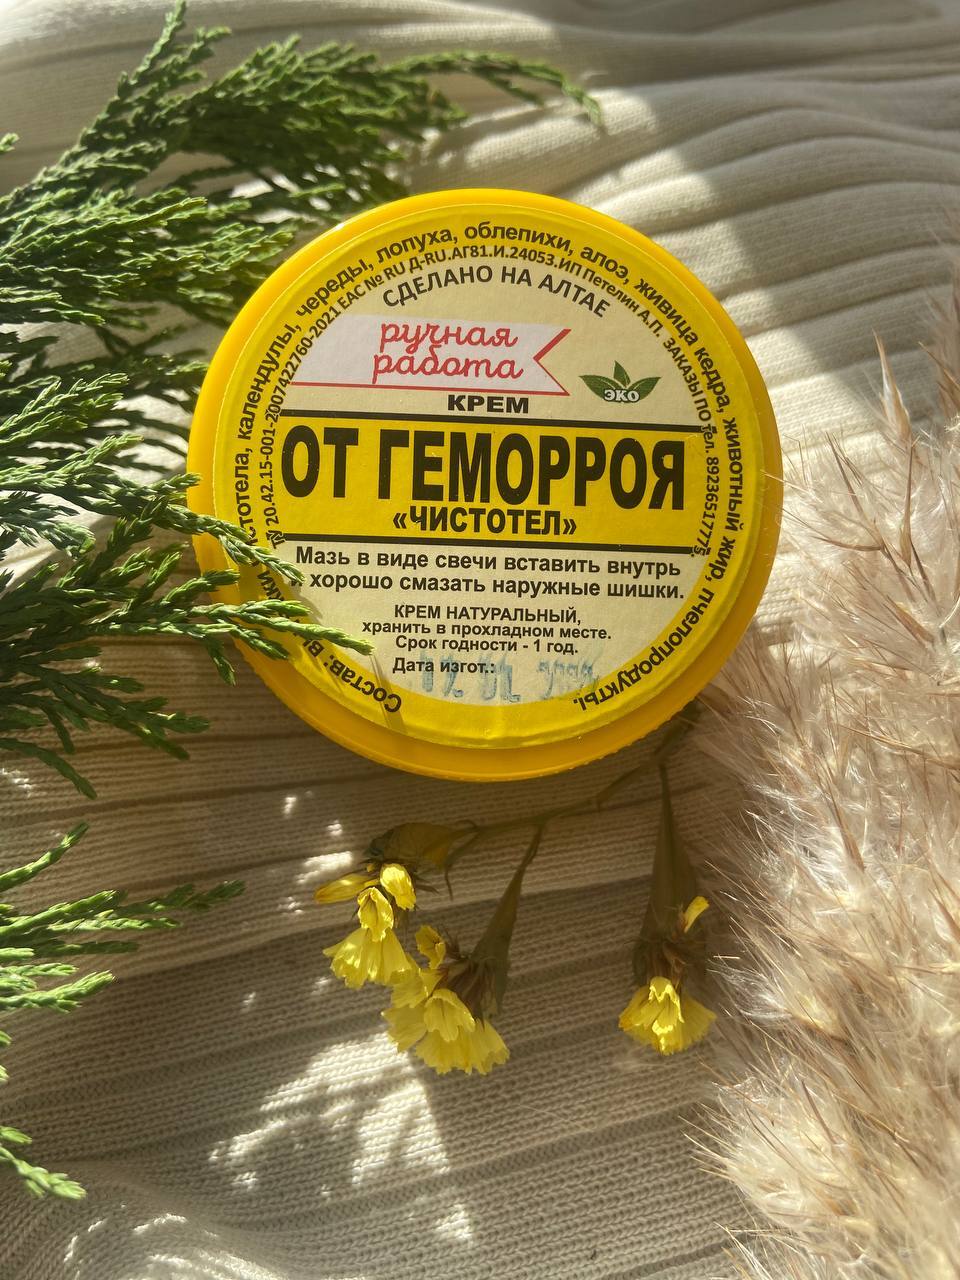 Состав: чистотела, календулы, череды, лопуха, облепихи, алоэ, живица кедра, животный жир, пчелопродукты.
20.42.15-001-2007422760-2021 ЕАС № RU Д-RU.АГ81.И.24053.ИП Петелин А.П. ЗАКАЗЫ ПО тел. 89236517775.
СДЕЛАНО НА АЛТАЕ
ручная
работа
эко
КРЕМ
ОТ ГЕМОРРОЯ
«ЧИСТОТЕЛ»
Мазь в виде свечи вставить внутрь
и хорошо смазать наружные шишки.
КРЕМ НАТУРАЛЬНЫЙ,
хранить в прохладном месте.
Срок годности - 1 год.
Дата изгот.: